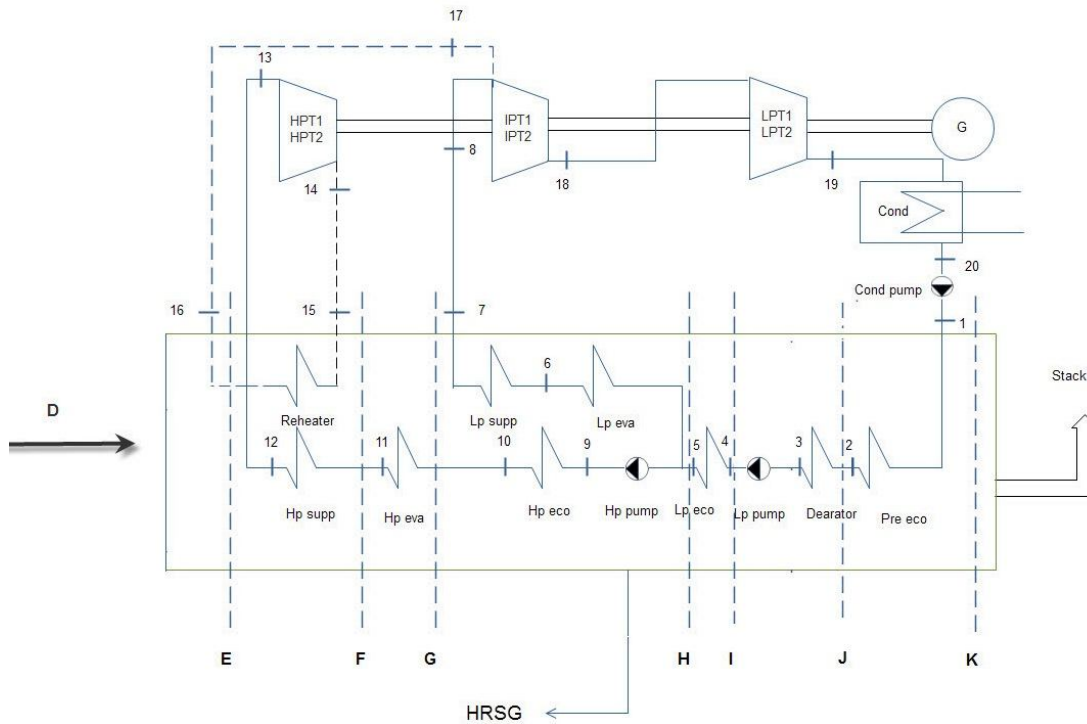 17
13
HPT1
HPT2
IPT1
IPT2
LPT1
LPT2
G
8
14
18
19
Cond
20
Cond pump
16
15
7
1
Stack
D
6
Reheater
Lp supp
Lp eva
12
11
10
9
5
4
3
2
Hp supp
Hp eva
Hp eco
Hp pump
Lp eco
Lp pump
Dearator
Pre eco
E
F
G
H
I
J
K
HRSG